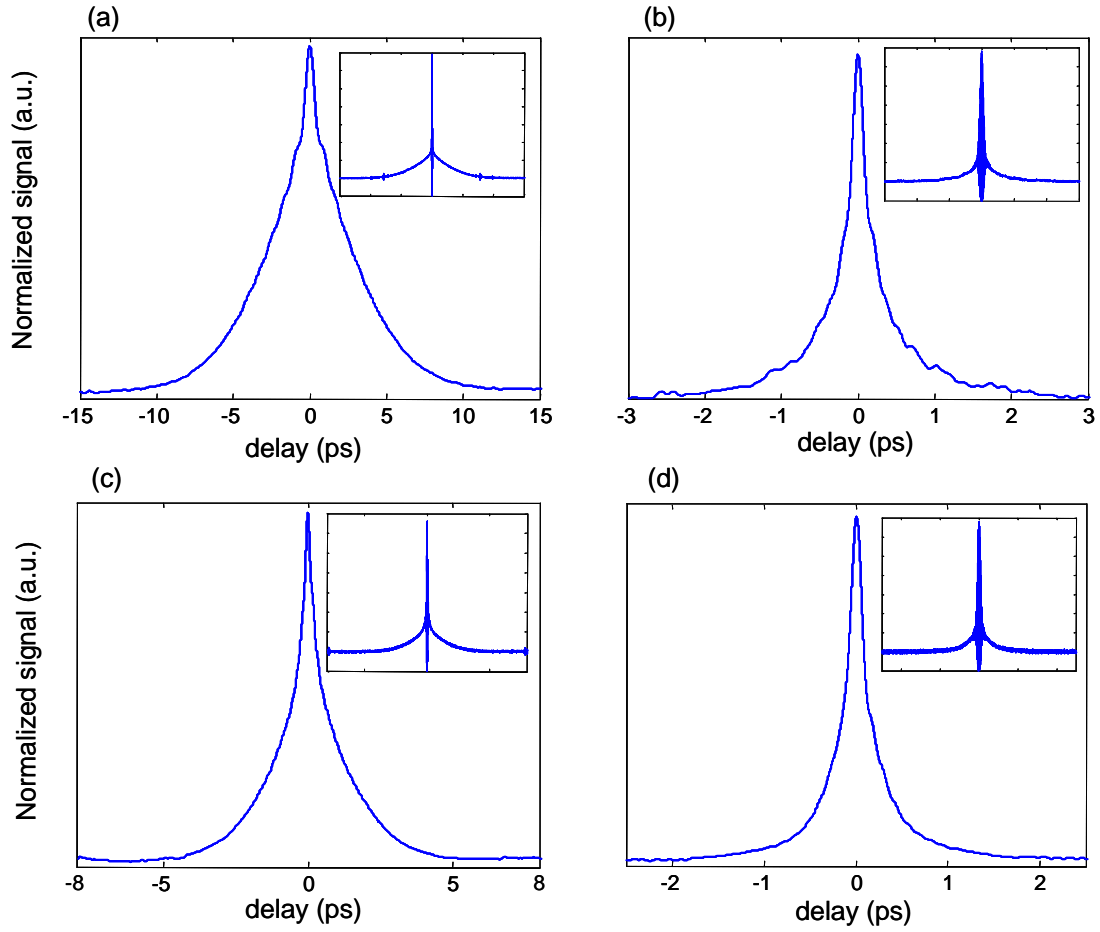 (a)
(b)
Normalized signal (a.u.)
-15 -10 -5 0 5 10 15
delay (ps)
-3 -2 -1 0 1 2 3
delay (ps)
(c)
(d)
Normalized signal (a.u.)
-8 -5 0 5 8
delay (ps)
-2 -1 0 1 2
delay (ps)